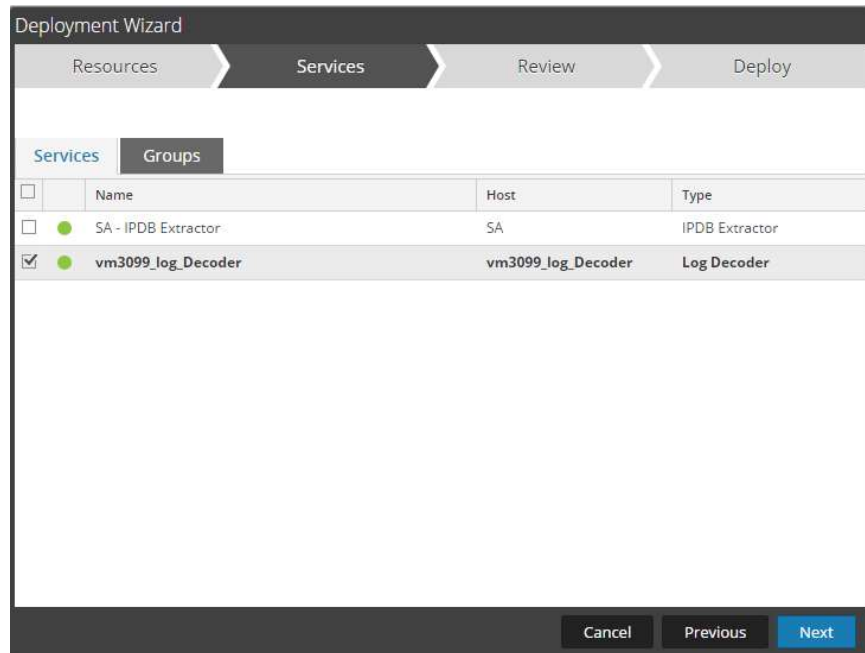 Deployment Wizard
Resources Services Review Deploy
Services Groups
Name Host Type
SA - IPDB Extractor SA IPDB Extractor
vm3099_log_Decoder vm3099_log_Decoder Log Decoder
Cancel Previous Next